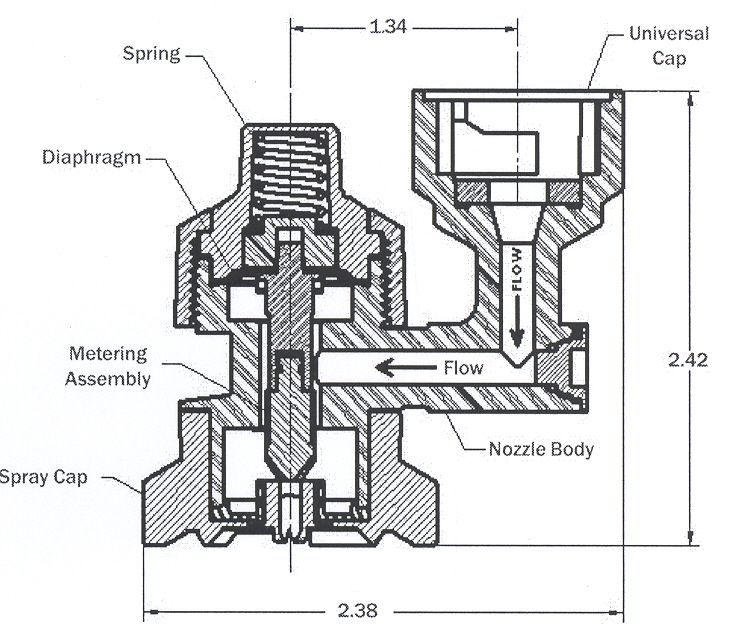 1.34
Universal
Cap
Spring
Diaphragm
FLOW
Metering
Assembly
Flow
2.42
Nozzle Body
Spray Cap
2.38